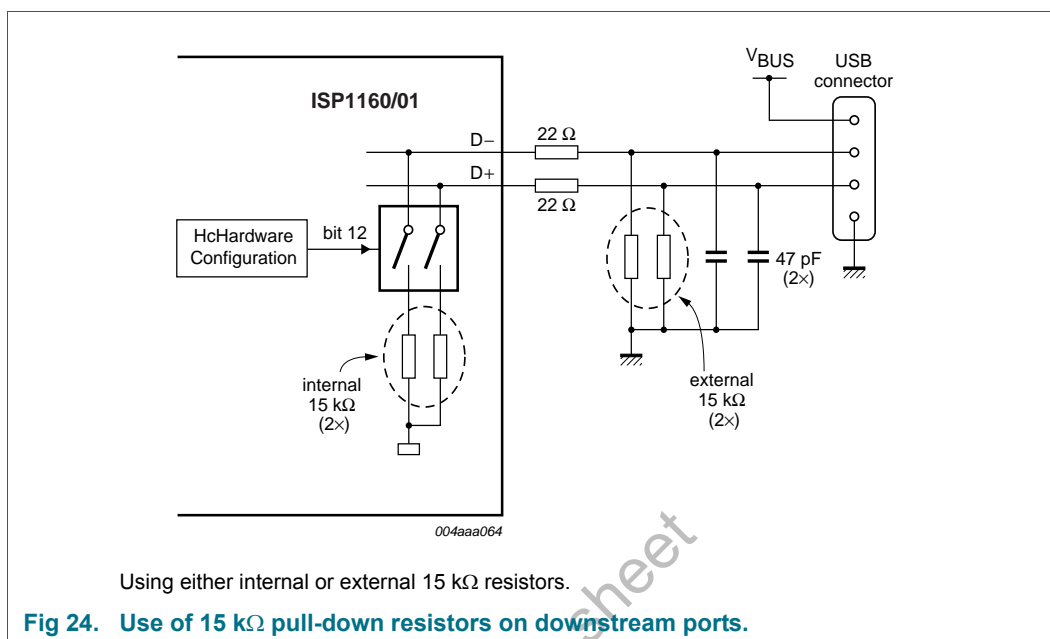 ISP1160/01
D−
D+
22 Ω
22 Ω
VBUS
USB
connector
HcHardware
Configuration
bit 12
internal
15 kΩ
(2×)
47 pF
(2×)
external
15 kΩ
(2×)
004aaa064
Using either internal or external 15 kΩ resistors.
sheet
Fig 24. Use of 15 kΩ pull-down resistors on downstream ports.